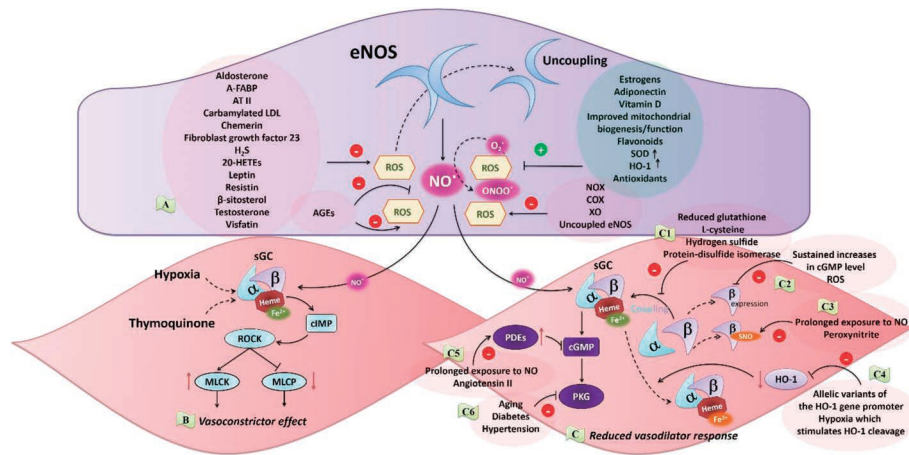 eNOS
Uncoupling
Aldosterone
A-FABP
AT II
Carbamylated LDL
Chemerin
Fibroblast growth factor 23
H₂S
20-HETEs
Leptin
Resistin
β-sitosterol
Testosterone
Visfatin
A
AGEs
-
-
-
ROS
ROS
NO•
O₂•
ROS
ONOO•
ROS
+
-
Estrogens
Adiponectin
Vitamin D
Improved mitochondrial
biogenesis/function
Flavonoids
SOD ↑
HO-1 ↑
Antioxidants
NOX
COX
XO
Uncoupled eNOS
Hypoxia
Thymoquinone
sGC
α
β
Heme
Fe²⁺
NO•
cIMP
ROCK
↑ MLCK
MLCP ↓
B
Vasoconstrictor effect
NO•
sGC
α
β
Heme
Fe²⁺
Coupling
C1
Reduced glutathione
L-cysteine
Hydrogen sulfide
Protein-disulfide isomerase
-
Sustained increases
in cGMP level
ROS
C2
-
β
expression
C3
Prolonged exposure to NO
Peroxynitrite
-
α
β
β
SNO
C5
PDEs ↑
cGMP
-
Prolonged exposure to NO
Angiotensin II
C6
Aging
Diabetes
Hypertension
-
PKG
α
β
Heme
Fe³⁺
↓ HO-1
-
C4
Allelic variants of
the HO-1 gene promoter
Hypoxia which
stimulates HO-1 cleavage
C
Reduced vasodilator response